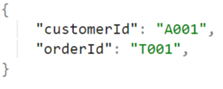 {
    "customerId": "A001",
    "orderId": "T001",
}